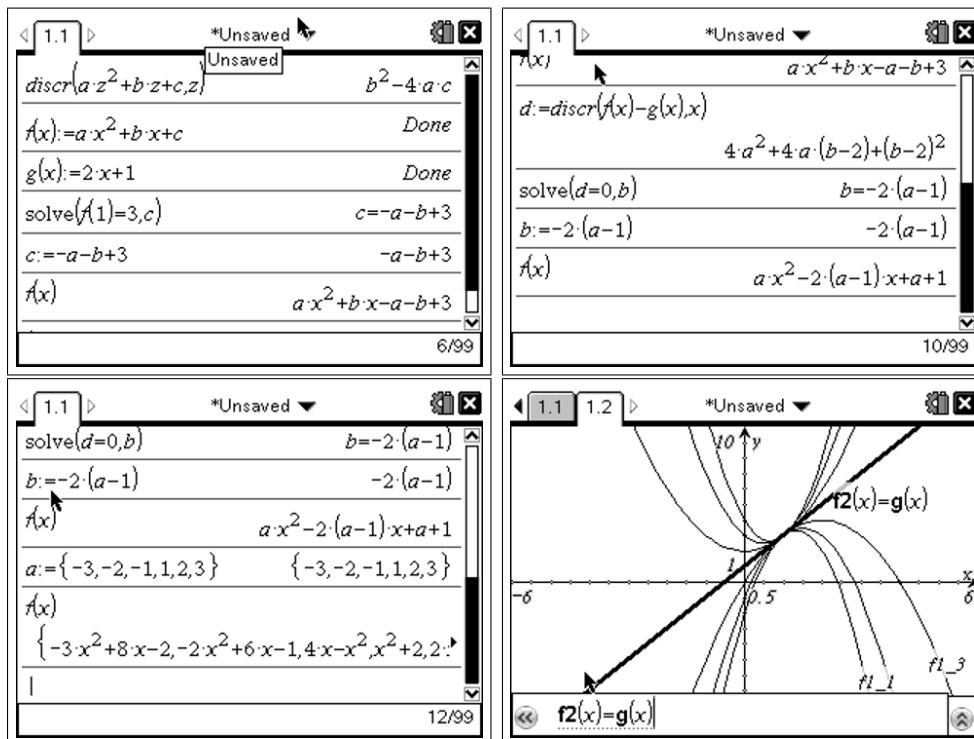 1.1 *Unsaved
Unsaved
discr(a·z²+b·z+c,z) b²−4·a·c
f(x):=a·x²+b·x+c Done
g(x):=2·x+1 Done
solve(f(1)=3,c) c=−a−b+3
c:=−a−b+3 −a−b+3
f(x) a·x²+b·x−a−b+3
6/99
1.1 *Unsaved
f(x) a·x²+b·x−a−b+3
d:=discr(f(x)−g(x),x)
4·a²+4·a·(b−2)+(b−2)²
solve(d=0,b) b=−2·(a−1)
b:=−2·(a−1) −2·(a−1)
f(x) a·x²−2·(a−1)·x+a+1
10/99
1.1 *Unsaved
solve(d=0,b) b=−2·(a−1)
b:=−2·(a−1) −2·(a−1)
f(x) a·x²−2·(a−1)·x+a+1
a:={−3,−2,−1,1,2,3} {−3,−2,−1,1,2,3}
f(x)
{−3·x²+8·x−2,−2·x²+6·x−1,4·x−x²,x²+2,2·
12/99
1.1 1.2 *Unsaved
10 y
f2(x)=g(x)
1
x
−6 0.5 6
f1_3
f1_1
f2(x)=g(x)